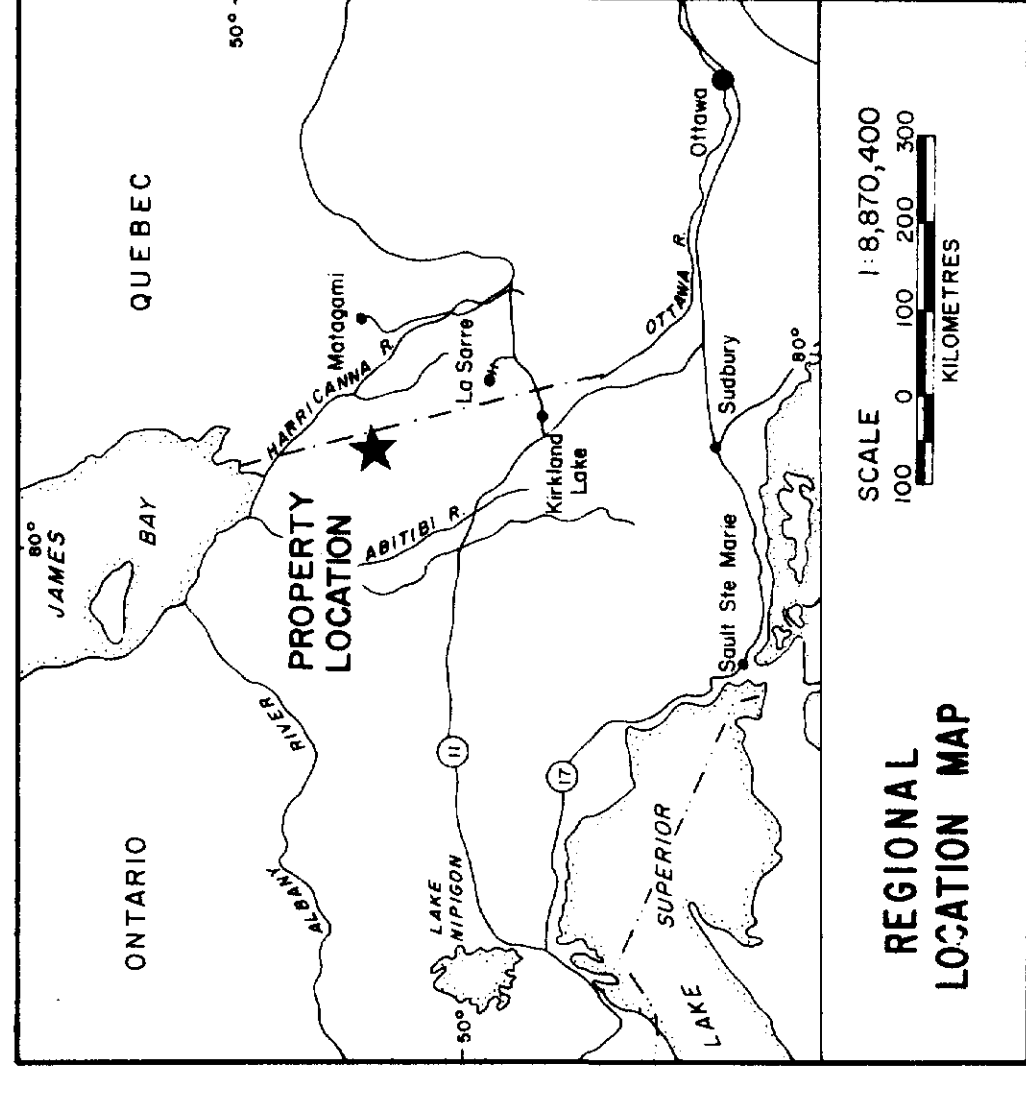 50°
QUEBEC
ONTARIO
80°
JAMES
BAY
HARRICANNA R.
Matagami
La Sarre
PROPERTY
LOCATION
ABITIBI R.
Kirkland
Lake
RIVER
ALBANY
11
17
LAKE
NIPIGON
50°
OTTAWA R.
Ottawa
Sudbury
80°
Sault Ste Marie
SUPERIOR
LAKE
REGIONAL
LOCATION MAP
SCALE 1:8,870,400
100 0 100 200 300
KILOMETRES